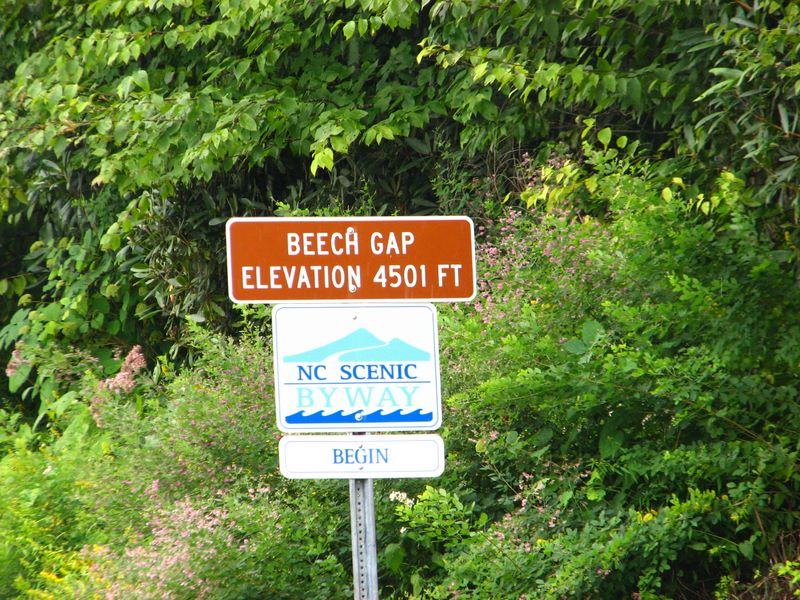 BEECH GAP
ELEVATION 4501 FT
NC SCENIC
BYWAY
BEGIN